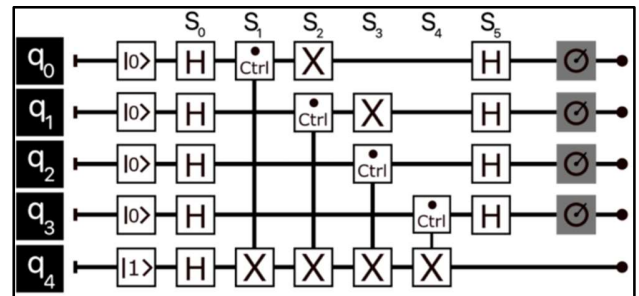 S₀ S₁ S₂ S₃ S₄ S₅
q₀ |0> H Ctrl X H
q₁ |0> H Ctrl X H
q₂ |0> H Ctrl H
q₃ |0> H Ctrl H
q₄ |1> H X X X X